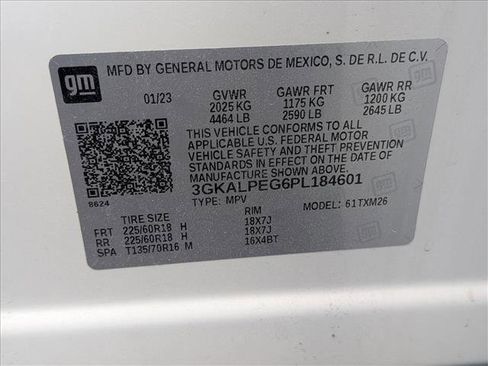 gm
MFD BY GENERAL MOTORS DE MEXICO, S. DE R.L. DE C.V.
01/23 GVWR GAWR FRT GAWR RR
2025 KG 1175 KG 1200 KG
4464 LB 2590 LB 2645 LB
THIS VEHICLE CONFORMS TO ALL
APPLICABLE U.S. FEDERAL MOTOR
VEHICLE SAFETY, BUMPER, AND THEFT
PREVENTION STANDARDS IN
EFFECT ON THE DATE OF
MANUFACTURE SHOWN ABOVE.
3GKALPEG6PL184601
8624 TYPE: MPV MODEL: 61TXM26
TIRE SIZE RIM
FRT 225/60R18 H 18X7J
RR 225/60R18 H 18X7J
SPA T135/70R16 M 16X4BT